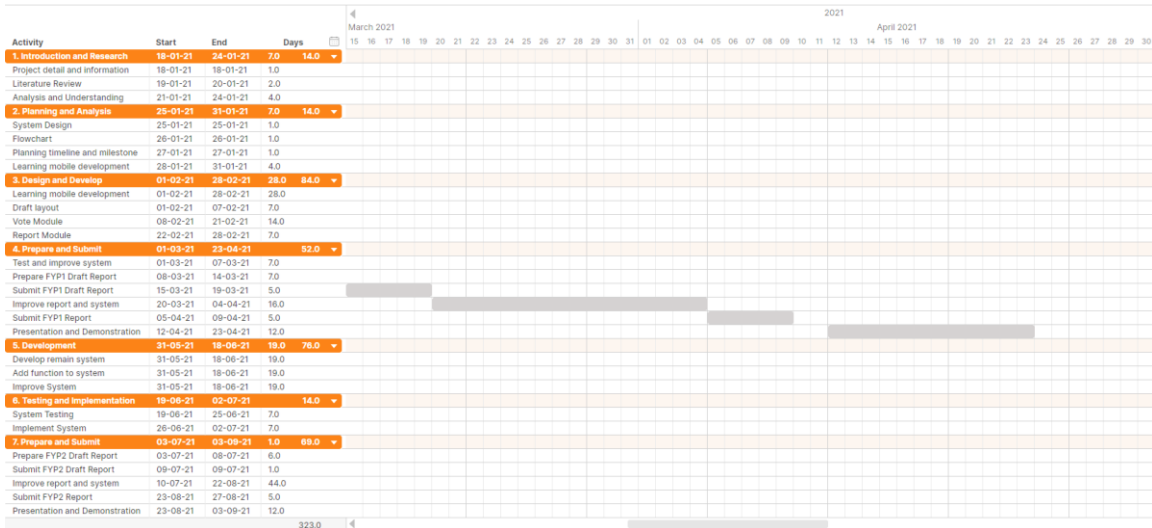 2021
March 2021 April 2021
Activity Start End Days 15 16 17 18 19 20 21 22 23 24 25 26 27 28 29 30 31 01 02 03 04 05 06 07 08 09 10 11 12 13 14 15 16 17 18 19 20 21 22 23 24 25 26 27 28 29 30
1. Introduction and Research 18-01-21 24-01-21 7.0 14.0
Project detail and information 18-01-21 18-01-21 1.0
Literature Review 19-01-21 20-01-21 2.0
Analysis and Understanding 21-01-21 24-01-21 4.0
2. Planning and Analysis 25-01-21 31-01-21 7.0 14.0
System Design 25-01-21 25-01-21 1.0
Flowchart 26-01-21 26-01-21 1.0
Planning timeline and milestone 27-01-21 27-01-21 1.0
Learning mobile development 28-01-21 31-01-21 4.0
3. Design and Develop 01-02-21 28-02-21 28.0 84.0
Learning mobile development 01-02-21 28-02-21 28.0
Draft layout 01-02-21 07-02-21 7.0
Vote Module 08-02-21 21-02-21 14.0
Report Module 22-02-21 28-02-21 7.0
4. Prepare and Submit 01-03-21 23-04-21 52.0
Test and improve system 01-03-21 07-03-21 7.0
Prepare FYP1 Draft Report 08-03-21 14-03-21 7.0
Submit FYP1 Draft Report 15-03-21 19-03-21 5.0
Improve report and system 20-03-21 04-04-21 16.0
Submit FYP1 Report 05-04-21 09-04-21 5.0
Presentation and Demonstration 12-04-21 23-04-21 12.0
5. Development 31-05-21 18-06-21 19.0 76.0
Develop remain system 31-05-21 18-06-21 19.0
Add function to system 31-05-21 18-06-21 19.0
Improve System 31-05-21 18-06-21 19.0
6. Testing and Implementation 19-06-21 02-07-21 14.0
System Testing 19-06-21 25-06-21 7.0
Implement System 26-06-21 02-07-21 7.0
7. Prepare and Submit 03-07-21 03-09-21 1.0 69.0
Prepare FYP2 Draft Report 03-07-21 08-07-21 6.0
Submit FYP2 Draft Report 09-07-21 09-07-21 1.0
Improve report and system 10-07-21 22-08-21 44.0
Submit FYP2 Report 23-08-21 27-08-21 5.0
Presentation and Demonstration 23-08-21 03-09-21 12.0
323.0